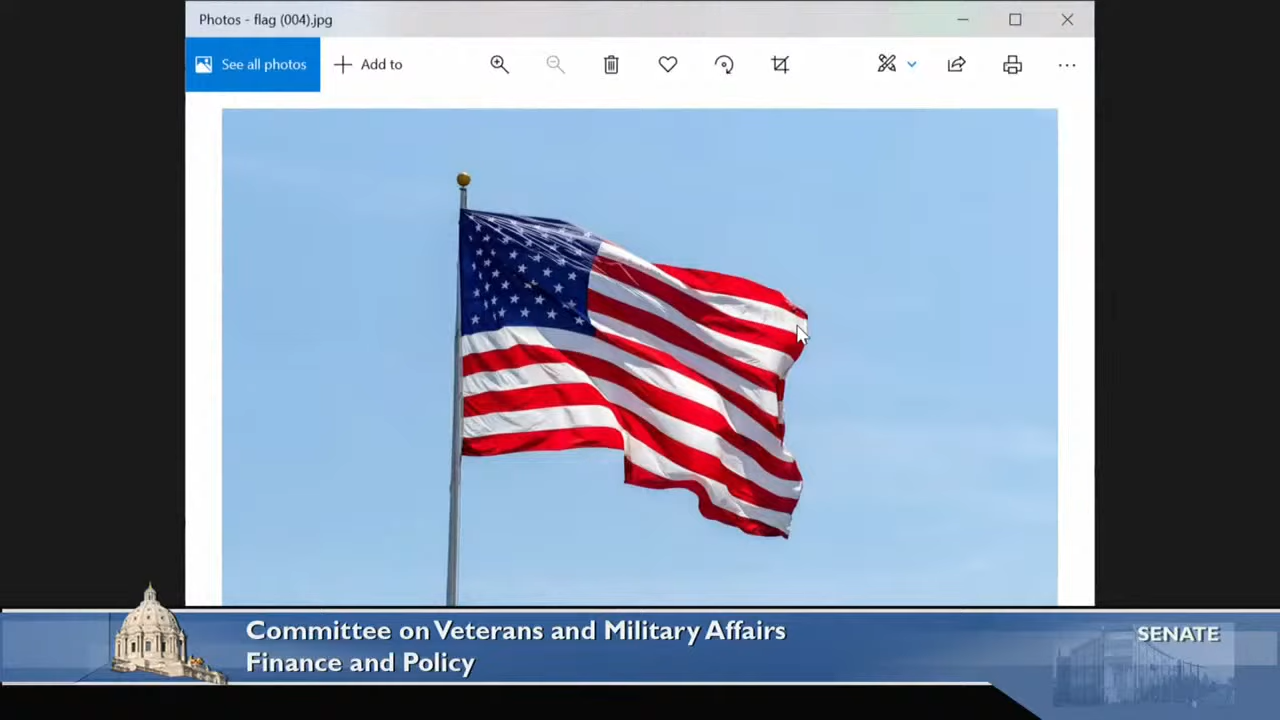 Photos - flag (004).jpg
See all photos
Add to
Committee on Veterans and Military Affairs
Finance and Policy
SENATE